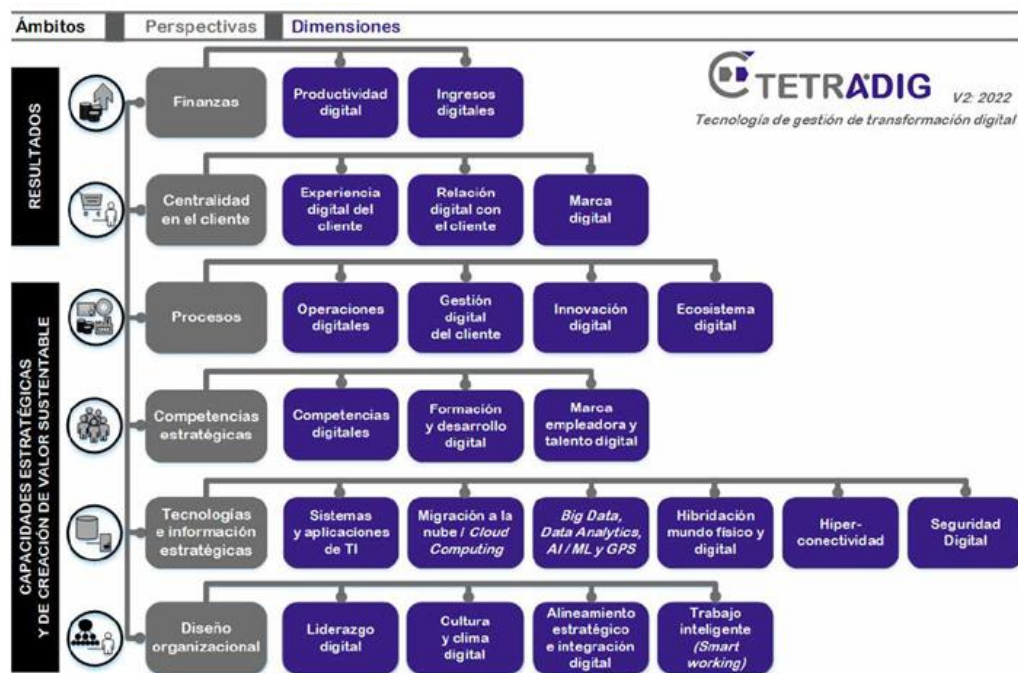 Ámbitos
Perspectivas
Dimensiones
TETRADIG
V2: 2022
Tecnología de gestión de transformación digital
RESULTADOS
Finanzas
Productividad
digital
Ingresos
digitales
Centralidad
en el cliente
Experiencia
digital del
cliente
Relación
digital con
el cliente
Marca
digital
CAPACIDADES ESTRATÉGICAS
Y DE CREACIÓN DE VALOR SUSTENTABLE
Procesos
Operaciones
digitales
Gestión
digital
del cliente
Innovación
digital
Ecosistema
digital
Competencias
estratégicas
Competencias
digitales
Formación
y desarrollo
digital
Marca
empleadora y
talento digital
Tecnologías
e información
estratégicas
Sistemas
y aplicaciones
de TI
Migración a la
nube / Cloud
Computing
Big Data,
Data Analytics,
AI / ML y GPS
Hibridación
mundo físico y
digital
Hiper-
conectividad
Seguridad
Digital
Diseño
organizacional
Liderazgo
digital
Cultura
y clima
digital
Alineamiento
estratégico
e integración
digital
Trabajo
inteligente
(Smart
working)